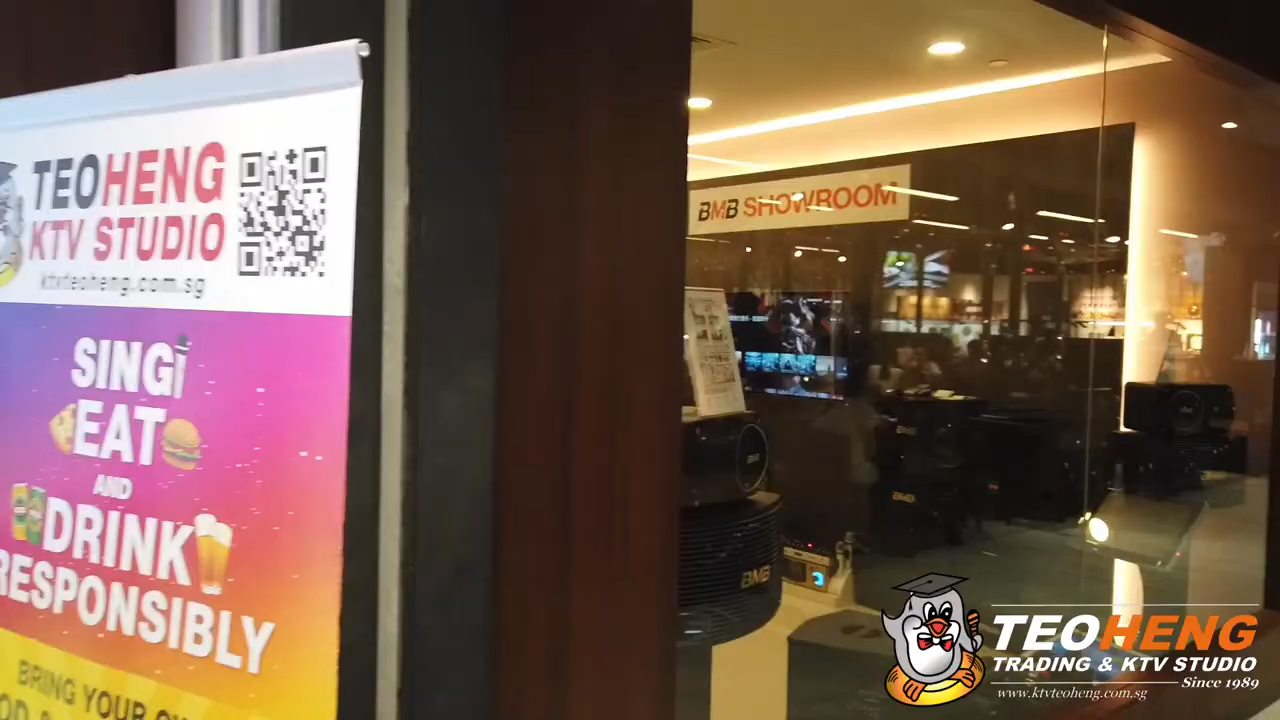 TEOHENG
KTV STUDIO
ktvteoheng.com.sg
SING
EAT
AND
DRINK
RESPONSIBLY
BRING YOUR
BMB SHOWROOM
BMB
BMB
BMB
TEOHENG
TRADING & KTV STUDIO
Since 1989
www.ktvteoheng.com.sg